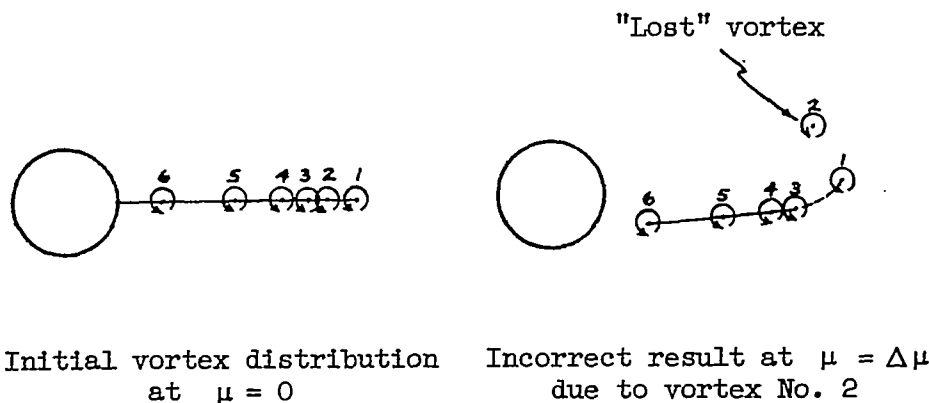 "Lost" vortex
2
6 5 4 3 2 1
1
6 5 4 3
Initial vortex distribution
at μ = 0
Incorrect result at μ = Δμ
due to vortex No. 2